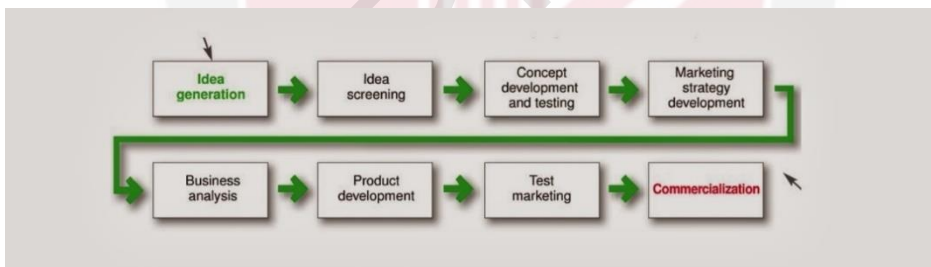 Idea
generation
Idea
screening
Concept
development
and testing
Marketing
strategy
development
Business
analysis
Product
development
Test
marketing
Commercialization